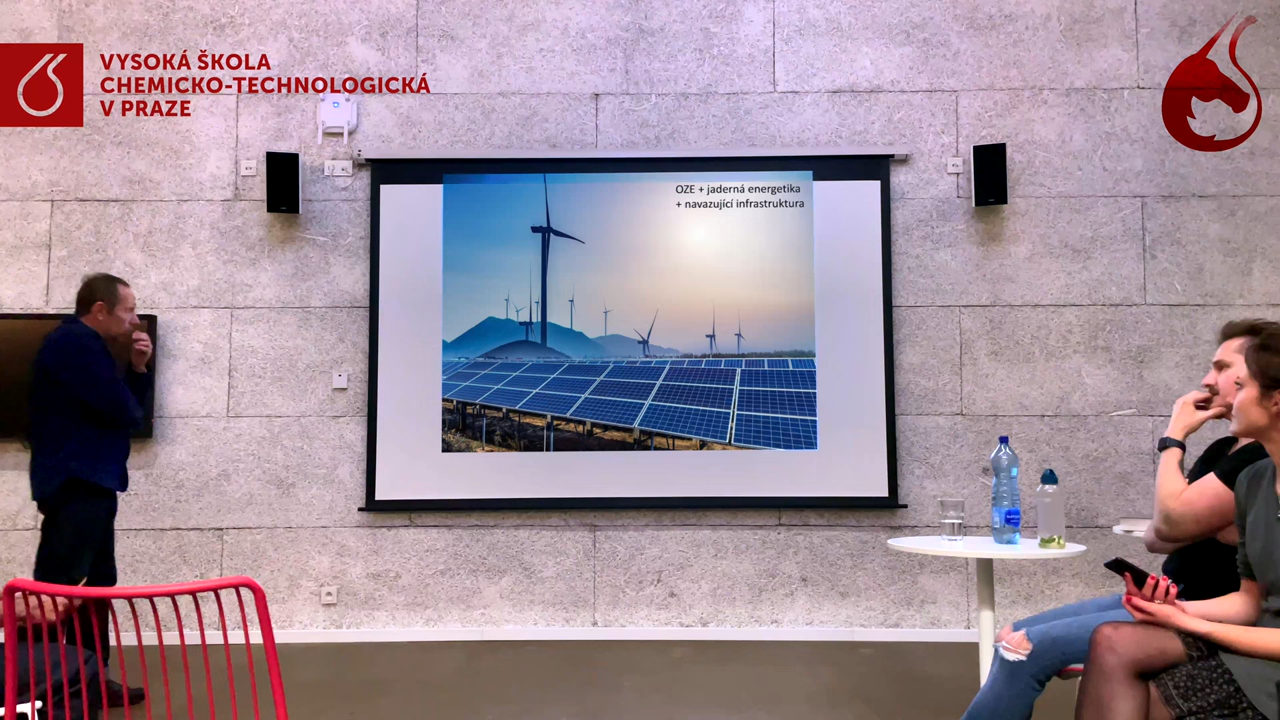 VYSOKÁ ŠKOLA
CHEMICKO-TECHNOLOGICKÁ
V PRAZE
OZE + jaderná energetika
+ navazující infrastruktura